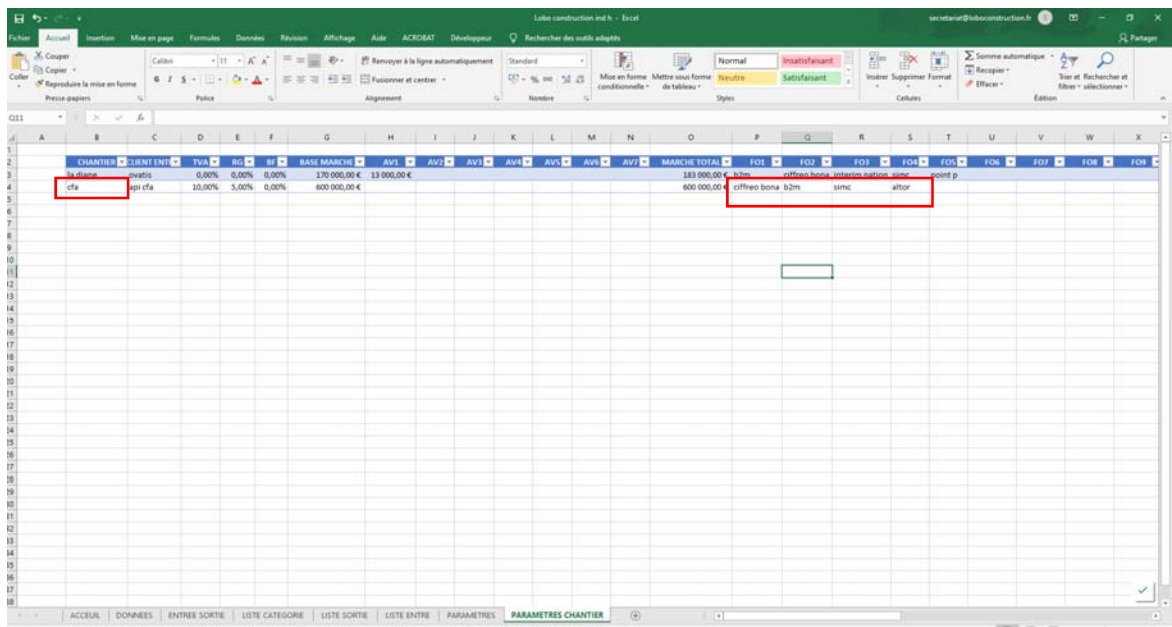 Lobo construction ind h - Excel
secretariat@loboconstruction.fr
Fichier Accueil Insertion Mise en page Formules Données Révision Affichage Aide ACROBAT Développeur Rechercher des outils adaptés Partager
Couper
Copier
Reproduire la mise en forme
Coller
Calibri 11
G I S
Renvoyer à la ligne automatiquement
Fusionner et centrer
Standard
Mise en forme conditionnelle
Mettre sous forme de tableau
Normal Insatisfaisant
Neutre Satisfaisant
Insérer Supprimer Format
Somme automatique
Recopier
Effacer
Trier et filtrer
Rechercher et sélectionner
Presse-papiers Police Alignement Nombre Styles Cellules Édition
Q11 fx
A B C D E F G H I J K L M N O P Q R S T U V W X
CHANTIER CLIENT ENTI TVA RG BF BASE MARCHE AV1 AV2 AV3 AV4 AV5 AV6 AV7 MARCHE TOTAL FO1 FO2 FO3 FO4 FO5 FO6 FO7 FO8 FO9
la diane ovatis 0,00% 0,00% 0,00% 170 000,00 € 13 000,00 € 183 000,00 € b2m ciffreo bona interim nation simc point p
cfa api cfa 10,00% 5,00% 0,00% 600 000,00 € 600 000,00 € ciffreo bona b2m simc altor
ACCEUIL DONNEES ENTREE SORTIE LISTE CATEGORIE LISTE SORTIE LISTE ENTRE PARAMETRES PARAMETRES CHANTIER